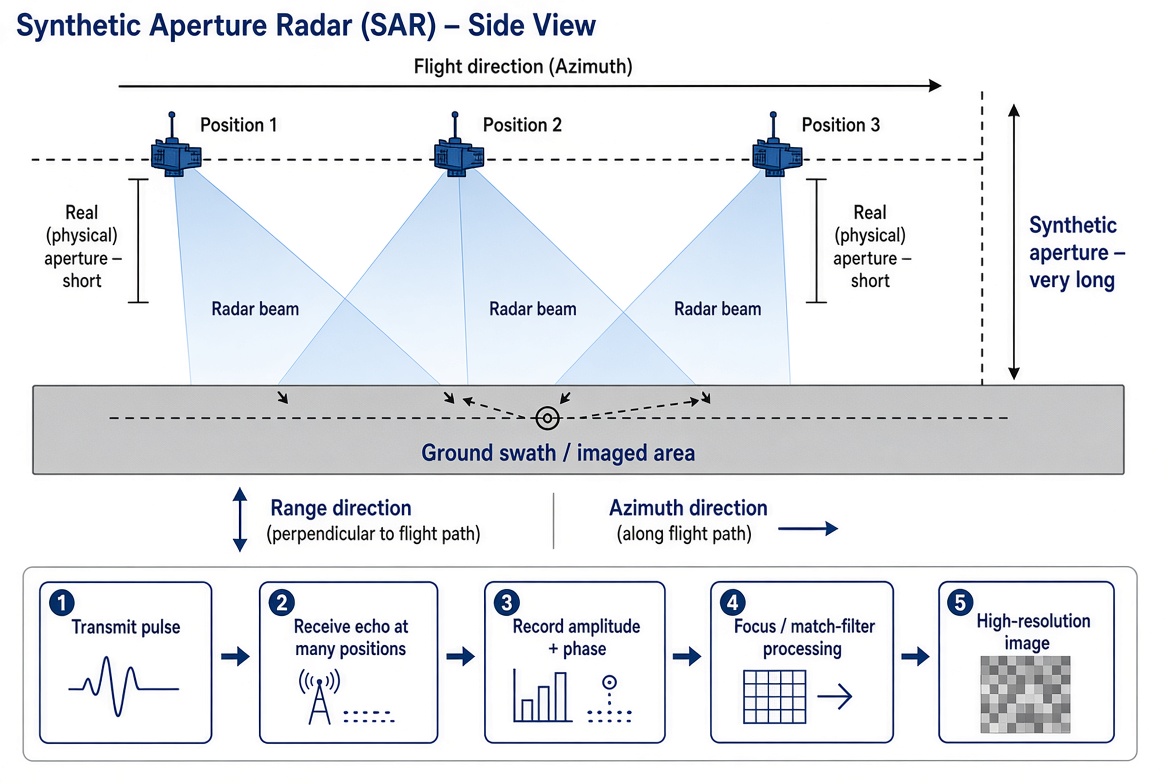 Synthetic Aperture Radar (SAR) – Side View
Flight direction (Azimuth)
Position 1
Position 2
Position 3
Real
(physical)
aperture –
short
Real
(physical)
aperture –
short
Synthetic
aperture –
very long
Radar beam
Radar beam
Radar beam
Ground swath / imaged area
Range direction
(perpendicular to flight path)
Azimuth direction
(along flight path)
1
Transmit pulse
2
Receive echo at
many positions
3
Record amplitude
+ phase
4
Focus / match-filter
processing
5
High-resolution
image